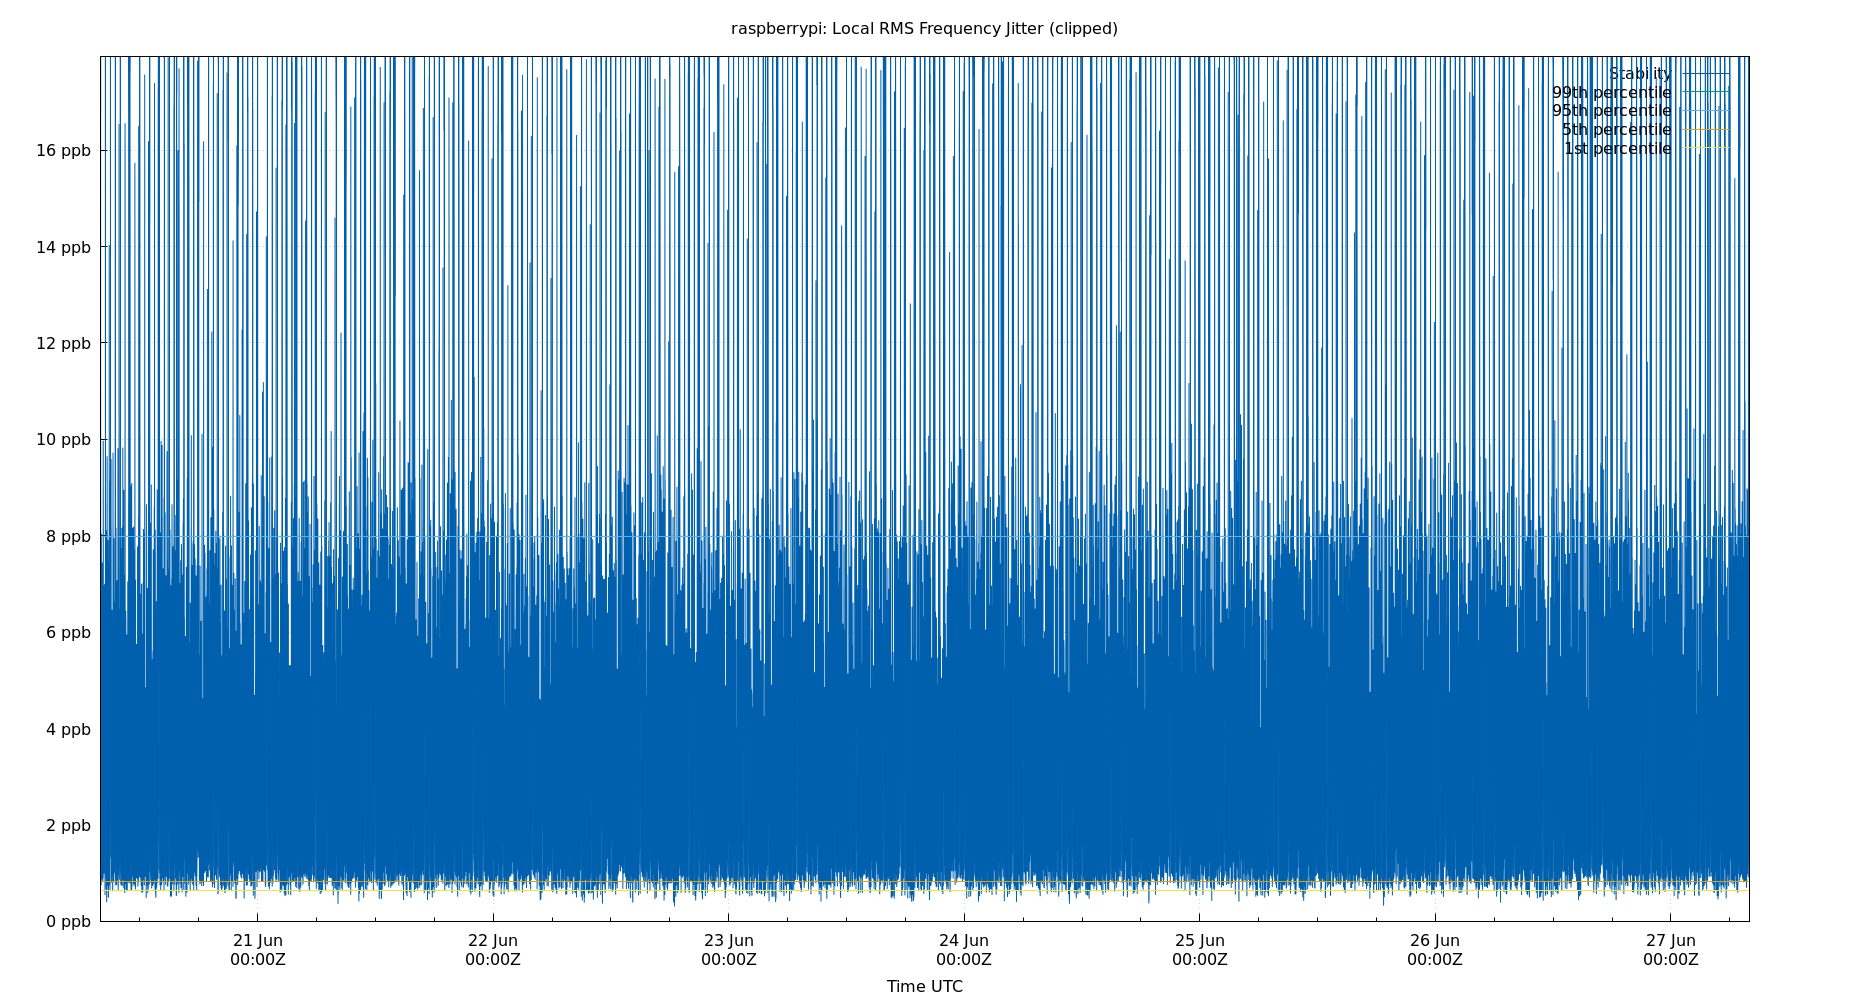 raspberrypi: Local RMS Frequency Jitter (clipped)
Stability
99th percentile
95th percentile
5th percentile
1st percentile
16 ppb
14 ppb
12 ppb
10 ppb
8 ppb
6 ppb
4 ppb
2 ppb
0 ppb
21 Jun 22 Jun 23 Jun 24 Jun 25 Jun 26 Jun 27 Jun
00:00Z 00:00Z 00:00Z 00:00Z 00:00Z 00:00Z 00:00Z
Time UTC